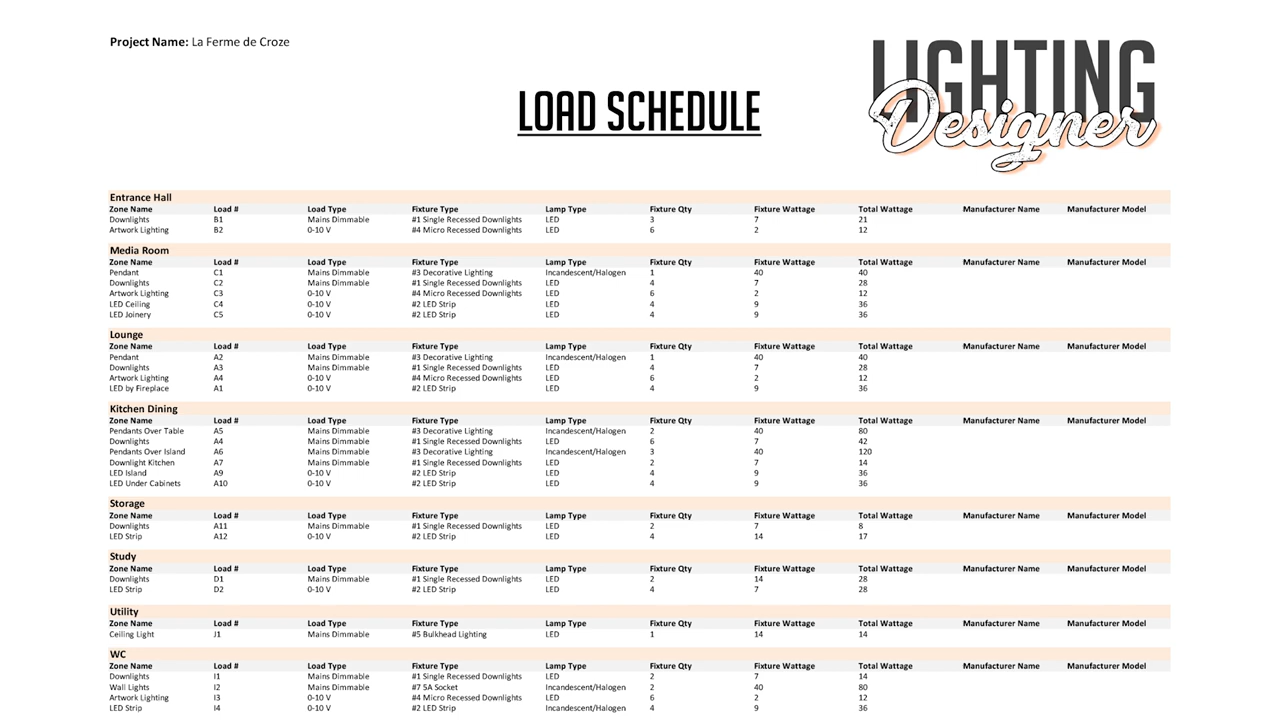 Project Name: La Ferme de Croze
LIGHTING
Designer
LOAD SCHEDULE
Entrance Hall
Zone Name Load # Load Type Fixture Type Lamp Type Fixture Qty Fixture Wattage Total Wattage Manufacturer Name Manufacturer Model
Downlights B1 Mains Dimmable #1 Single Recessed Downlights LED 3 7 21
Artwork Lighting B2 0-10 V #4 Micro Recessed Downlights LED 6 2 12
Media Room
Zone Name Load # Load Type Fixture Type Lamp Type Fixture Qty Fixture Wattage Total Wattage Manufacturer Name Manufacturer Model
Pendant C1 Mains Dimmable #3 Decorative Lighting Incandescent/Halogen 1 40 40
Downlights C2 Mains Dimmable #1 Single Recessed Downlights LED 4 7 28
Artwork Lighting C3 0-10 V #4 Micro Recessed Downlights LED 6 2 12
LED Ceiling C4 0-10 V #2 LED Strip LED 4 9 36
LED Joinery C5 0-10 V #2 LED Strip LED 4 9 36
Lounge
Zone Name Load # Load Type Fixture Type Lamp Type Fixture Qty Fixture Wattage Total Wattage Manufacturer Name Manufacturer Model
Pendant A2 Mains Dimmable #3 Decorative Lighting Incandescent/Halogen 1 40 40
Downlights A3 Mains Dimmable #1 Single Recessed Downlights LED 4 7 28
Artwork Lighting A4 0-10 V #4 Micro Recessed Downlights LED 6 2 12
LED by Fireplace A1 0-10 V #2 LED Strip LED 4 9 36
Kitchen Dining
Zone Name Load # Load Type Fixture Type Lamp Type Fixture Qty Fixture Wattage Total Wattage Manufacturer Name Manufacturer Model
Pendants Over Table A5 Mains Dimmable #3 Decorative Lighting Incandescent/Halogen 2 40 80
Downlights A4 Mains Dimmable #1 Single Recessed Downlights LED 6 7 42
Pendants Over Island A6 Mains Dimmable #3 Decorative Lighting Incandescent/Halogen 3 40 120
Downlight Kitchen A7 Mains Dimmable #1 Single Recessed Downlights LED 2 7 14
LED Island A9 0-10 V #2 LED Strip LED 4 9 36
LED Under Cabinets A10 0-10 V #2 LED Strip LED 4 9 36
Storage
Zone Name Load # Load Type Fixture Type Lamp Type Fixture Qty Fixture Wattage Total Wattage Manufacturer Name Manufacturer Model
Downlights A11 Mains Dimmable #1 Single Recessed Downlights LED 2 7 8
LED Strip A12 0-10 V #2 LED Strip LED 4 14 17
Study
Zone Name Load # Load Type Fixture Type Lamp Type Fixture Qty Fixture Wattage Total Wattage Manufacturer Name Manufacturer Model
Downlights D1 Mains Dimmable #1 Single Recessed Downlights LED 2 14 28
LED Strip D2 0-10 V #2 LED Strip LED 4 7 28
Utility
Zone Name Load # Load Type Fixture Type Lamp Type Fixture Qty Fixture Wattage Total Wattage Manufacturer Name Manufacturer Model
Ceiling Light J1 Mains Dimmable #5 Bulkhead Lighting LED 1 14 14
WC
Zone Name Load # Load Type Fixture Type Lamp Type Fixture Qty Fixture Wattage Total Wattage Manufacturer Name Manufacturer Model
Downlights I1 Mains Dimmable #1 Single Recessed Downlights LED 2 7 14
Wall Lights I2 Mains Dimmable #7 5A Socket Incandescent/Halogen 2 40 80
Artwork Lighting I3 0-10 V #4 Micro Recessed Downlights LED 6 2 12
LED Strip I4 0-10 V #2 LED Strip Incandescent/Halogen 4 9 36